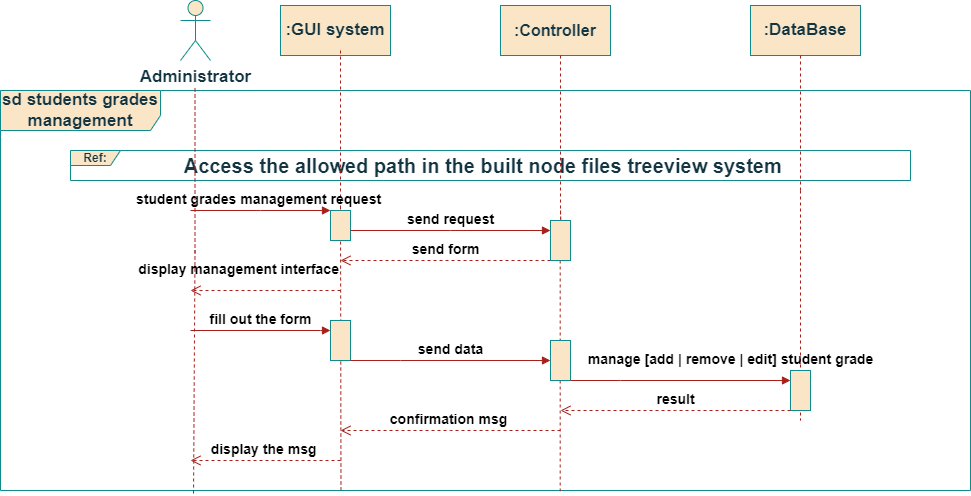 :GUI system
:Controller
:DataBase
Administrator
sd students grades
management
Ref:
Access the allowed path in the built node files treeview system
student grades management request
send request
send form
display management interface
fill out the form
send data
manage [add | remove | edit] student grade
result
confirmation msg
display the msg